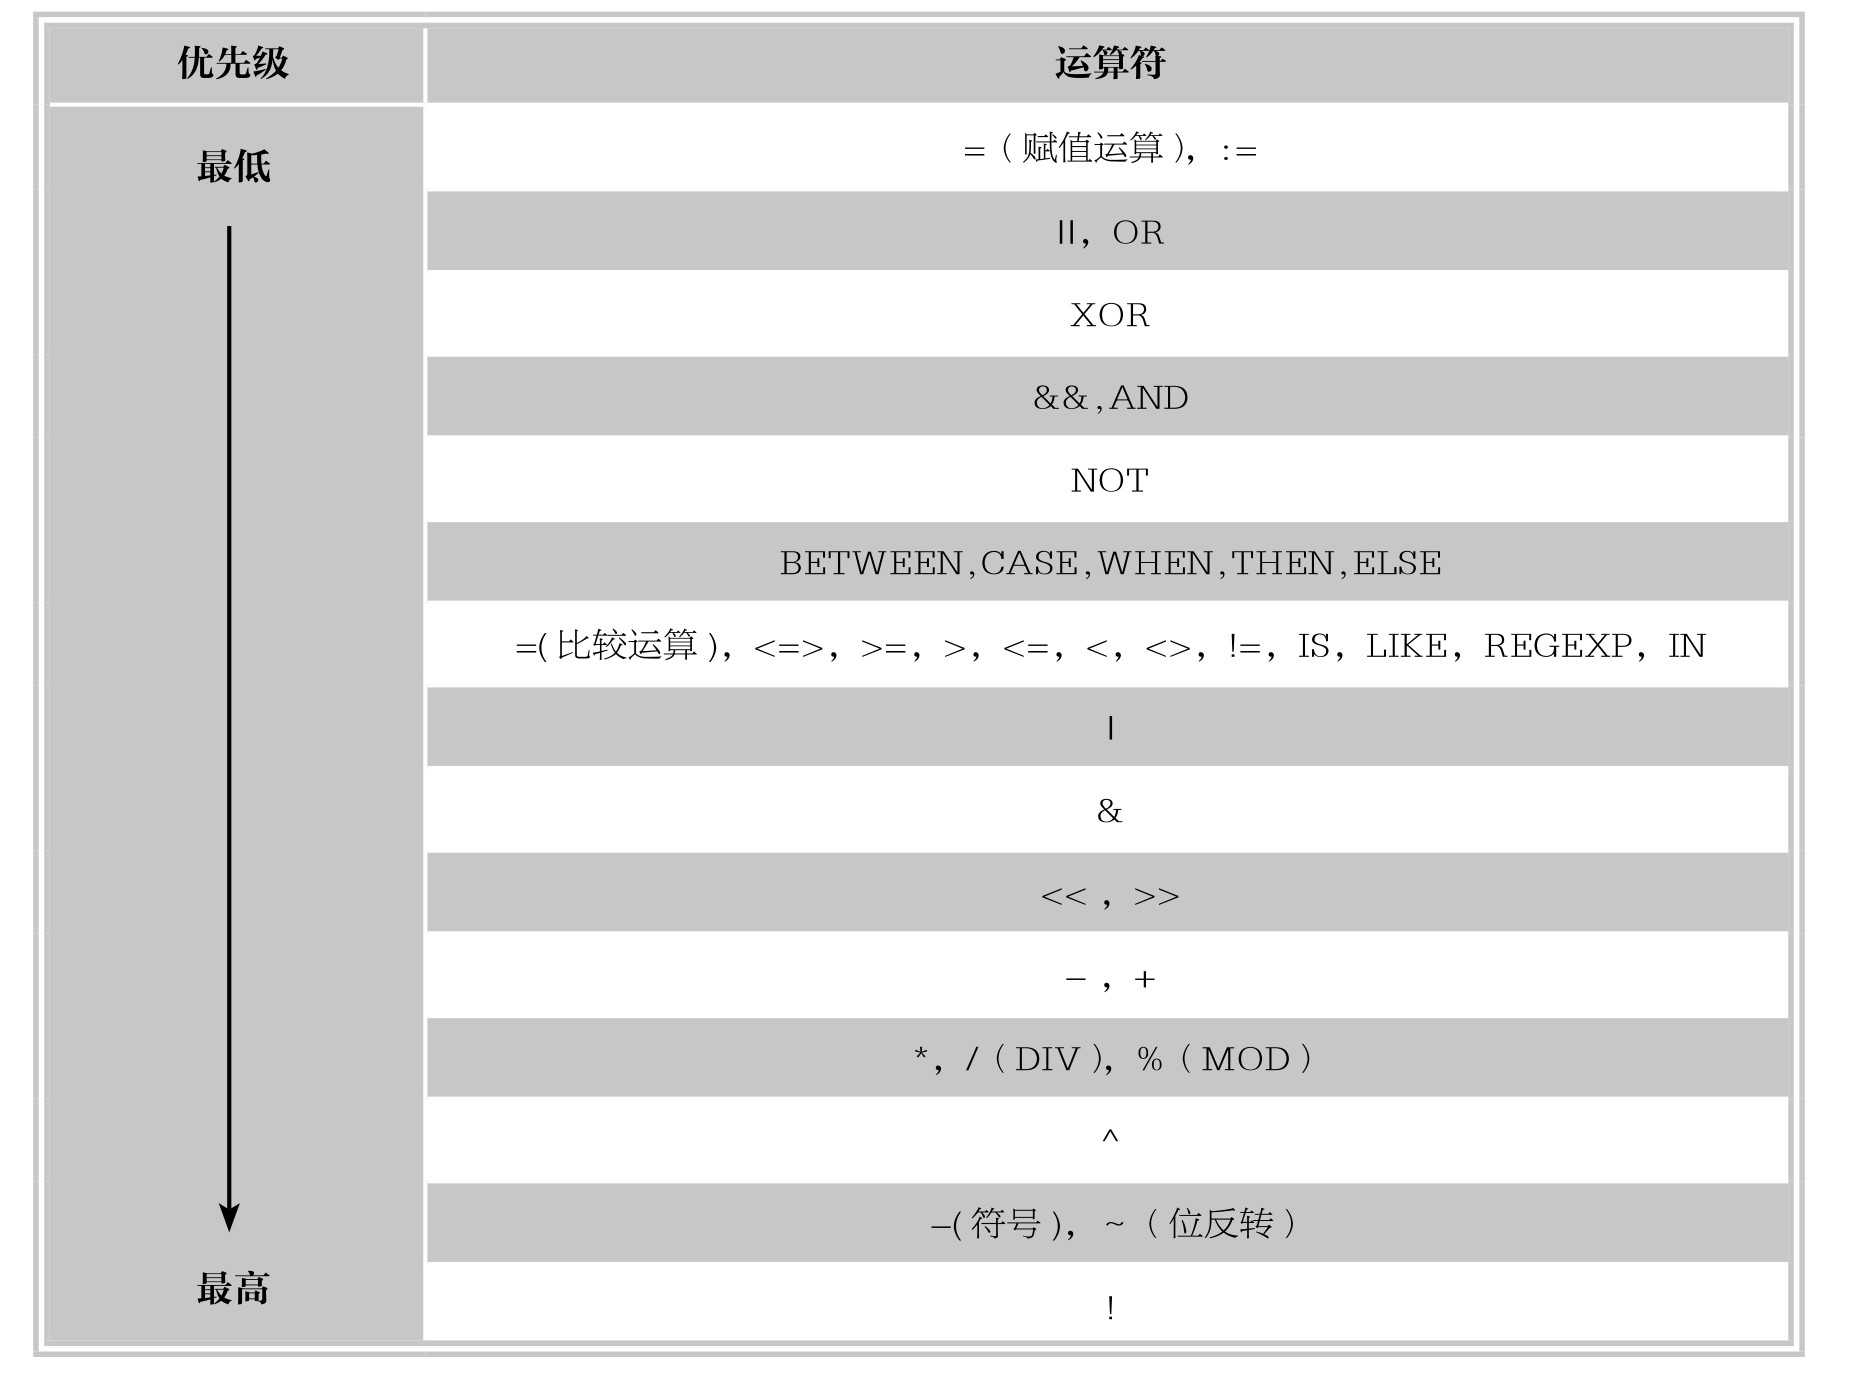 优先级 运算符
最低
=（赋值运算），:=
||，OR
XOR
&&,AND
NOT
BETWEEN,CASE,WHEN,THEN,ELSE
=(比较运算)，<=>，>=，>，<=，<，<>，!=，IS，LIKE，REGEXP，IN
|
&
<<，>>
-，+
*，/（DIV），%（MOD）
^
–(符号)，~（位反转）
最高
!